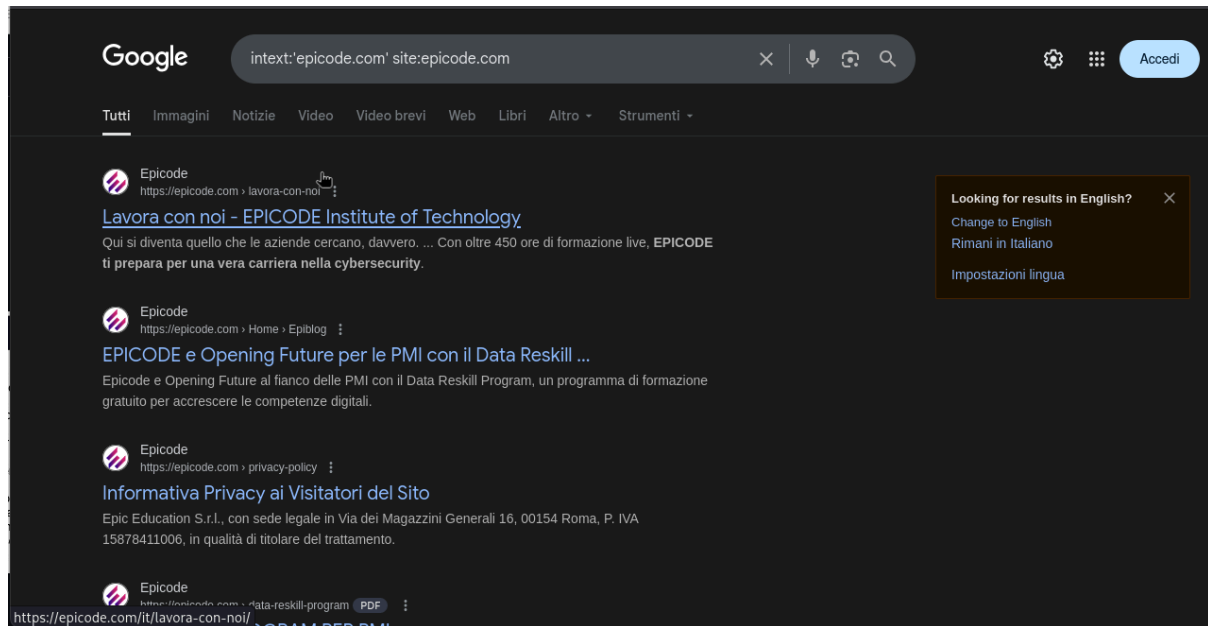 Google
intext:'epicode.com' site:epicode.com
Accedi
Tutti Immagini Notizie Video Video brevi Web Libri Altro Strumenti
Epicode
https://epicode.com › lavora-con-noi
Lavora con noi - EPICODE Institute of Technology
Qui si diventa quello che le aziende cercano, davvero. ... Con oltre 450 ore di formazione live, EPICODE
ti prepara per una vera carriera nella cybersecurity.
Looking for results in English?
Change to English
Rimani in Italiano
Impostazioni lingua
Epicode
https://epicode.com › Home › Epiblog
EPICODE e Opening Future per le PMI con il Data Reskill ...
Epicode e Opening Future al fianco delle PMI con il Data Reskill Program, un programma di formazione
gratuito per accrescere le competenze digitali.
Epicode
https://epicode.com › privacy-policy
Informativa Privacy ai Visitatori del Sito
Epic Education S.r.l., con sede legale in Via dei Magazzini Generali 16, 00154 Roma, P. IVA
15878411006, in qualità di titolare del trattamento.
Epicode
https://epicode.com › data-reskill-program PDF
https://epicode.com/it/lavora-con-noi/
PER PMI